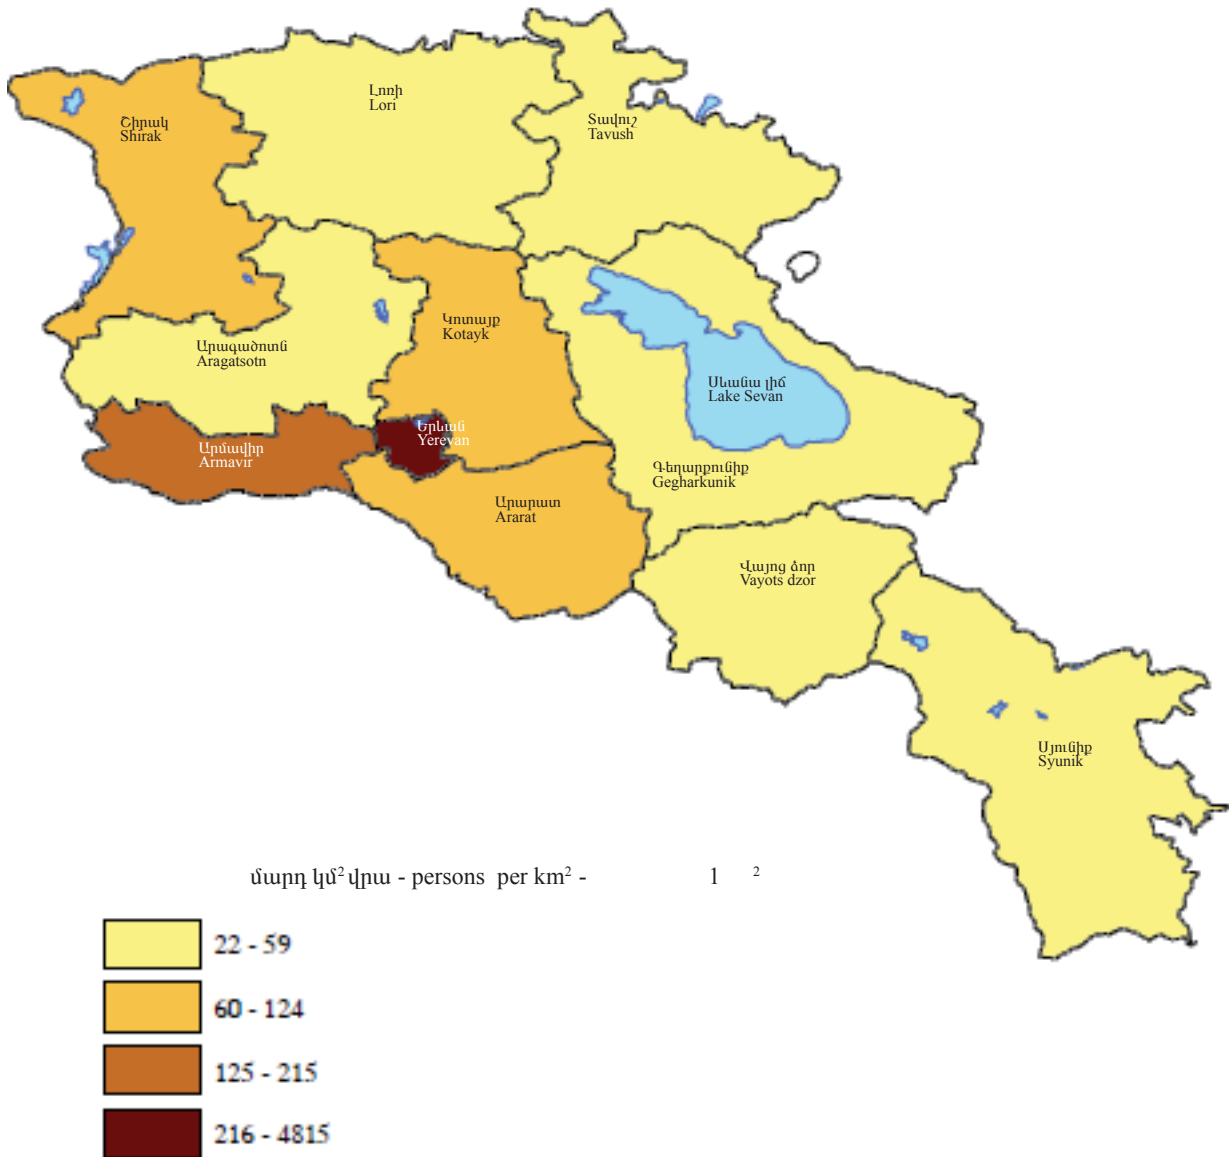 Լոռի
Lori
Շիրակ
Shirak
Տավուշ
Tavush
Կոտայք
Kotayk
Արագածոտն
Aragatsotn
Սևանա լիճ
Lake Sevan
Երևան
Yerevan
Արմավիր
Armavir
Գեղարքունիք
Gegharkunik
Արարատ
Ararat
Վայոց ձոր
Vayots dzor
Սյունիք
Syunik
մարդ կմ² վրա - persons per km² - 1 ²
22 - 59
60 - 124
125 - 215
216 - 4815